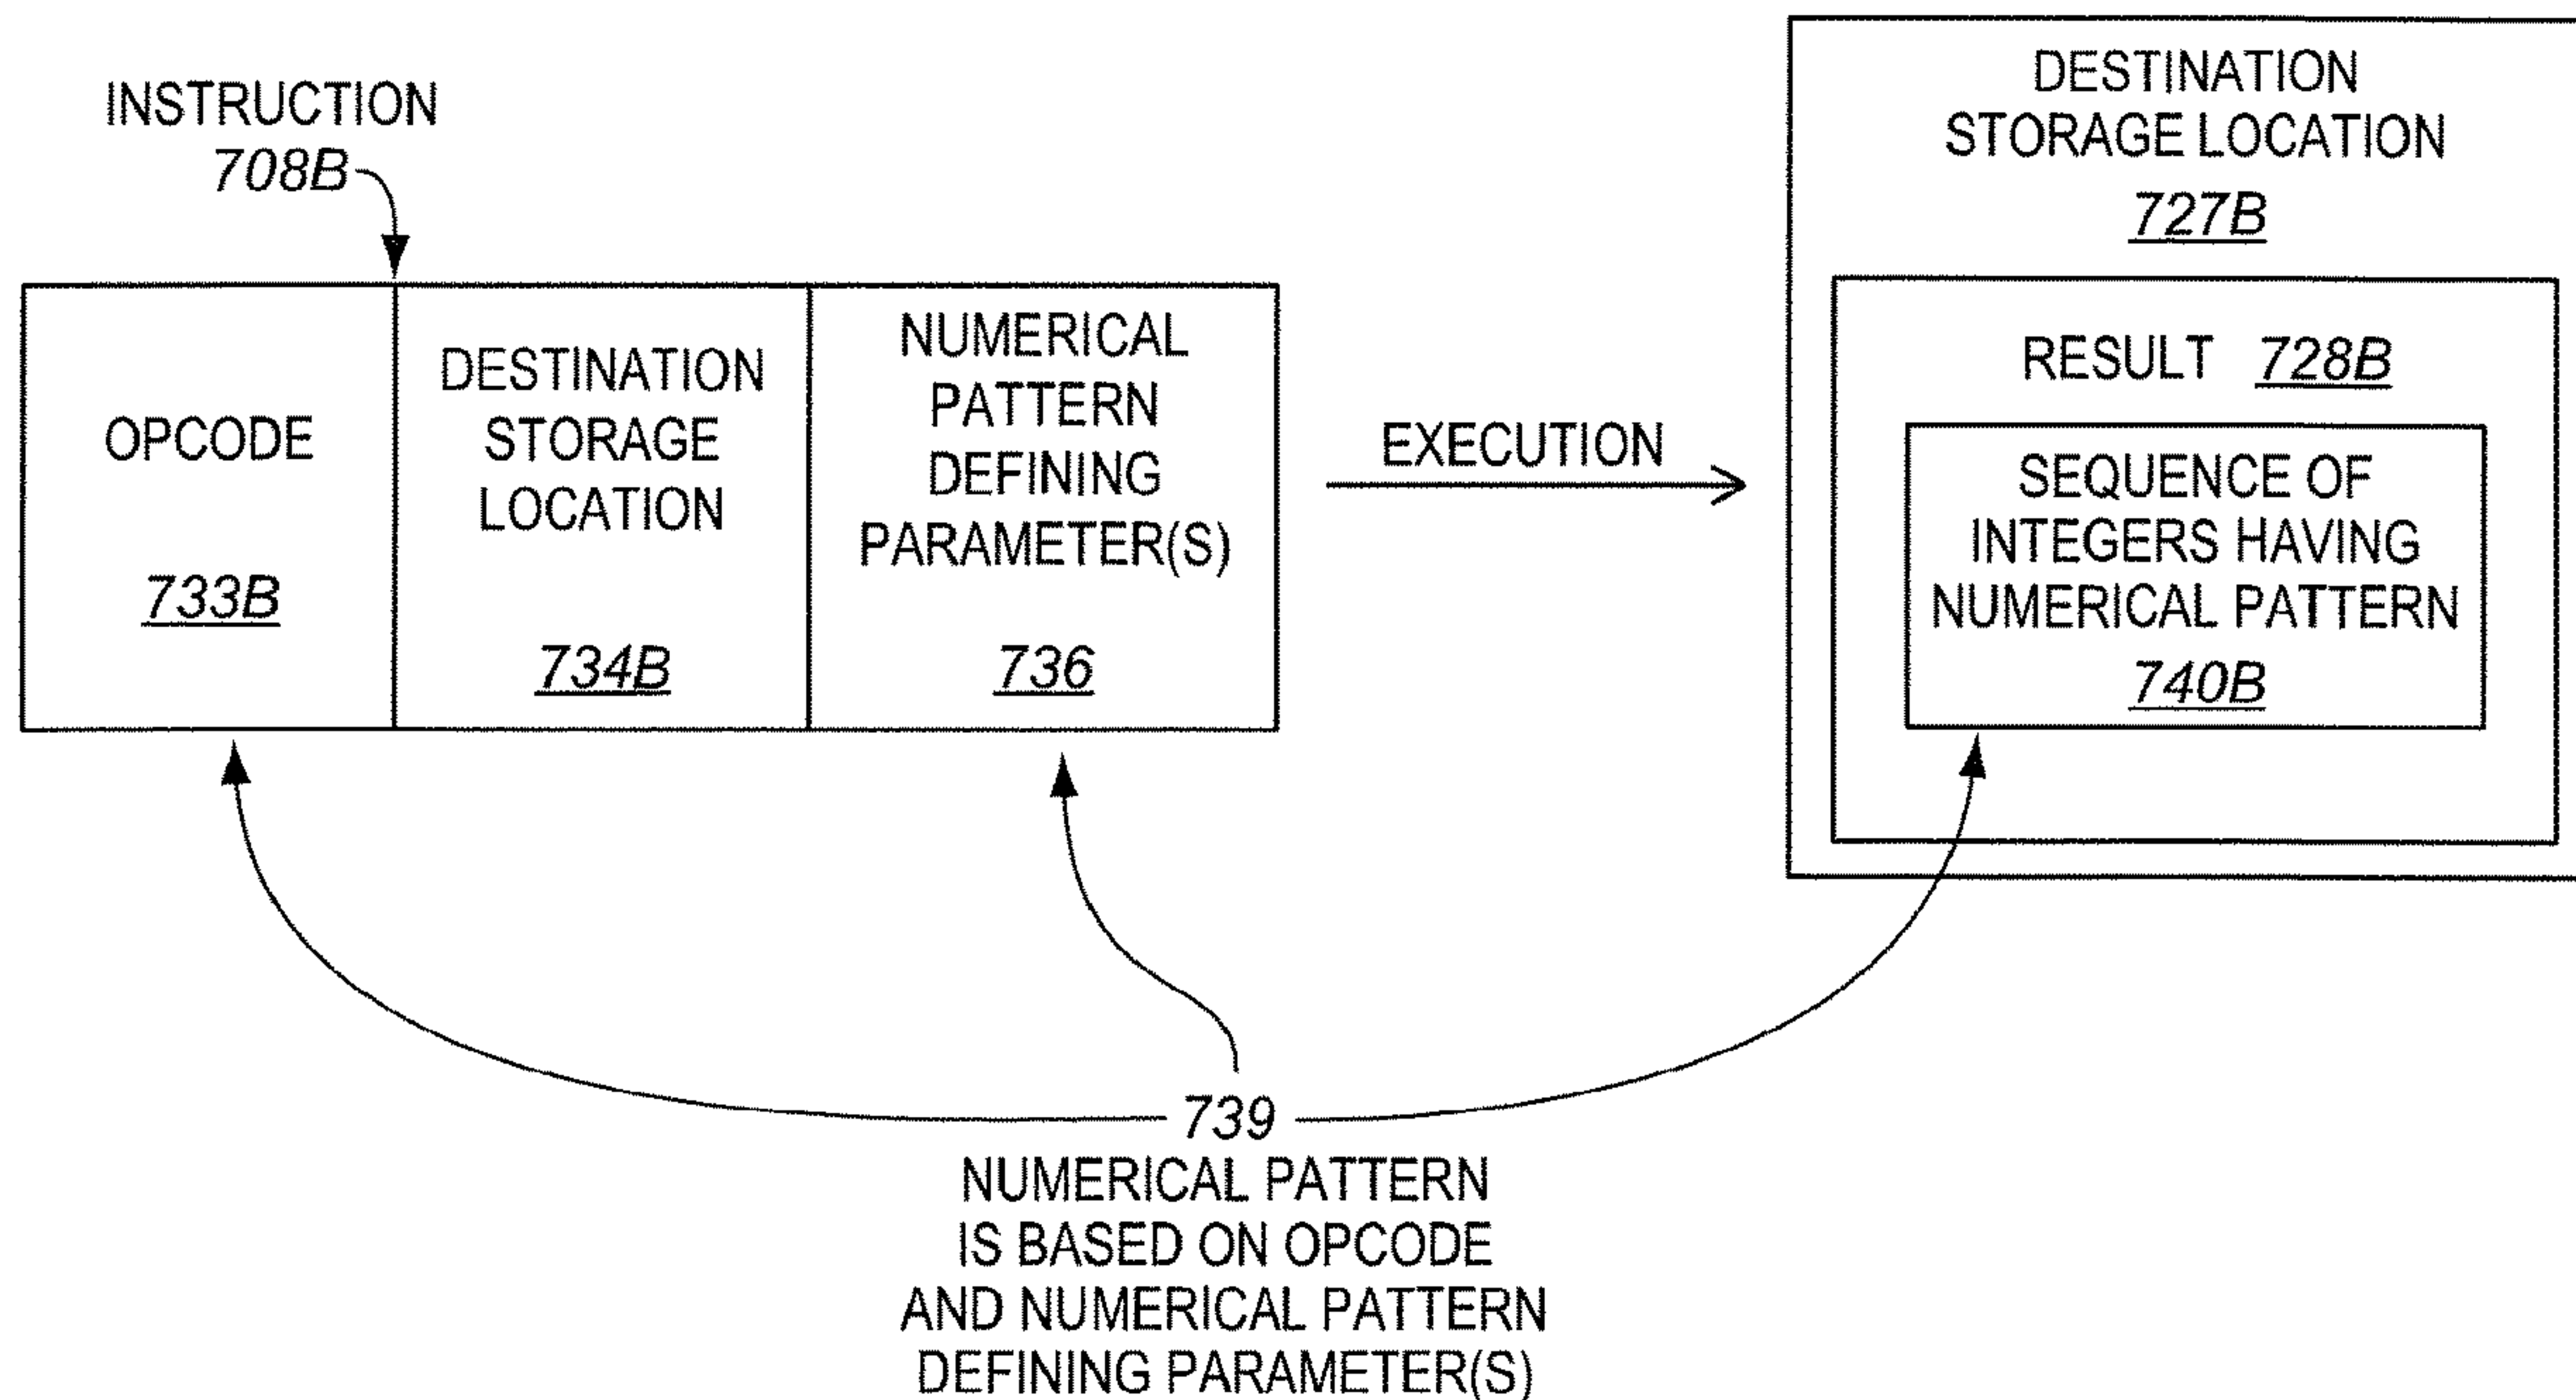 INSTRUCTION
708B
OPCODE
733B
DESTINATION
STORAGE
LOCATION
734B
NUMERICAL
PATTERN
DEFINING
PARAMETER(S)
736
EXECUTION
DESTINATION
STORAGE LOCATION
727B
RESULT 728B
SEQUENCE OF
INTEGERS HAVING
NUMERICAL PATTERN
740B
739
NUMERICAL PATTERN
IS BASED ON OPCODE
AND NUMERICAL PATTERN
DEFINING PARAMETER(S)